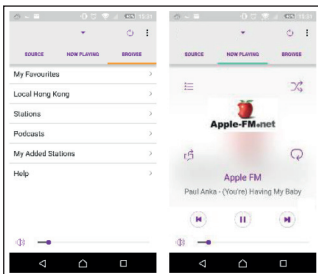 SOURCE
NOW PLAYING
BROWSE
My Favourites
Local Hong Kong
Stations
Podcasts
My Added Stations
Help
SOURCE
NOW PLAYING
BROWSE
Apple-FM.net
Apple FM
Paul Anka - (You're) Having My Baby